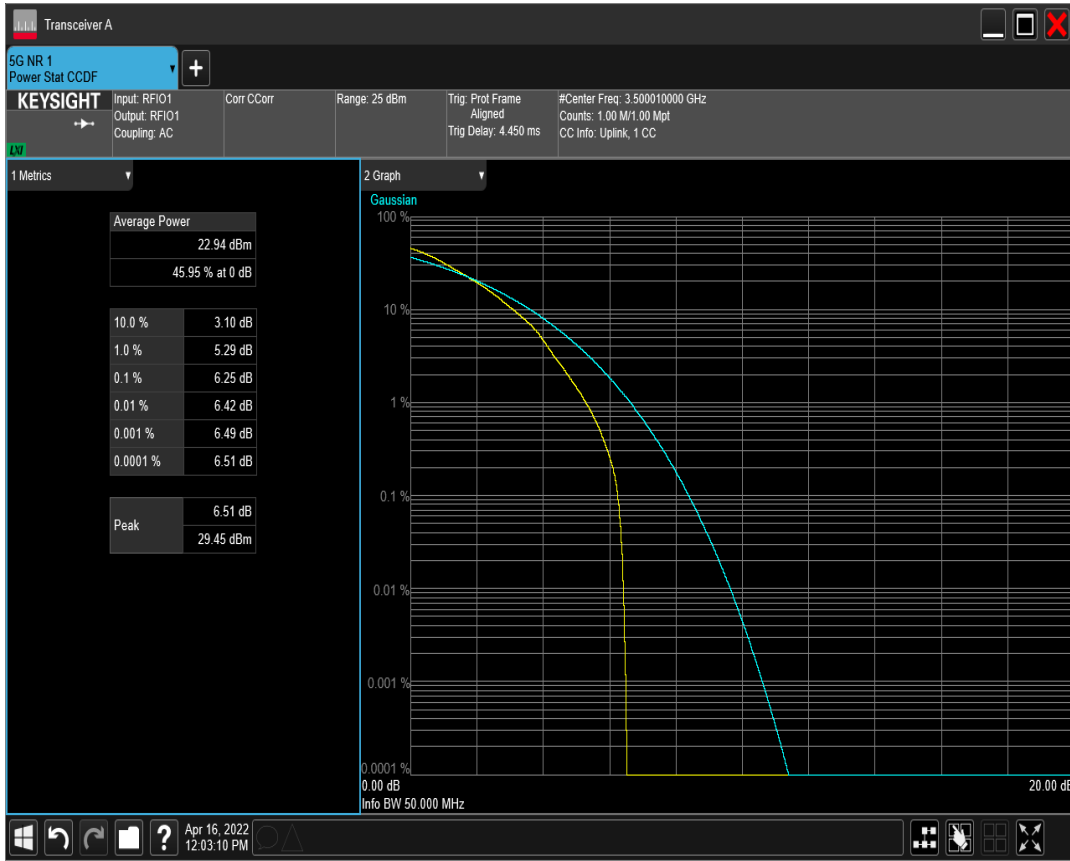 Transceiver A
5G NR 1
Power Stat CCDF
KEYSIGHT
LXI
Input: RFIO1
Output: RFIO1
Coupling: AC
Corr CCorr
Range: 25 dBm
Trig: Prot Frame
Aligned
Trig Delay: 4.450 ms
#Center Freq: 3.500010000 GHz
Counts: 1.00 M/1.00 Mpt
CC Info: Uplink, 1 CC
1 Metrics
Average Power
22.94 dBm
45.95 % at 0 dB
10.0 % 3.10 dB
1.0 % 5.29 dB
0.1 % 6.25 dB
0.01 % 6.42 dB
0.001 % 6.49 dB
0.0001 % 6.51 dB
Peak
6.51 dB
29.45 dBm
2 Graph
Gaussian
100 %
10 %
1 %
0.1 %
0.01 %
0.001 %
0.0001 %
0.00 dB 20.00 dB
Info BW 50.000 MHz
? Apr 16, 2022
12:03:10 PM